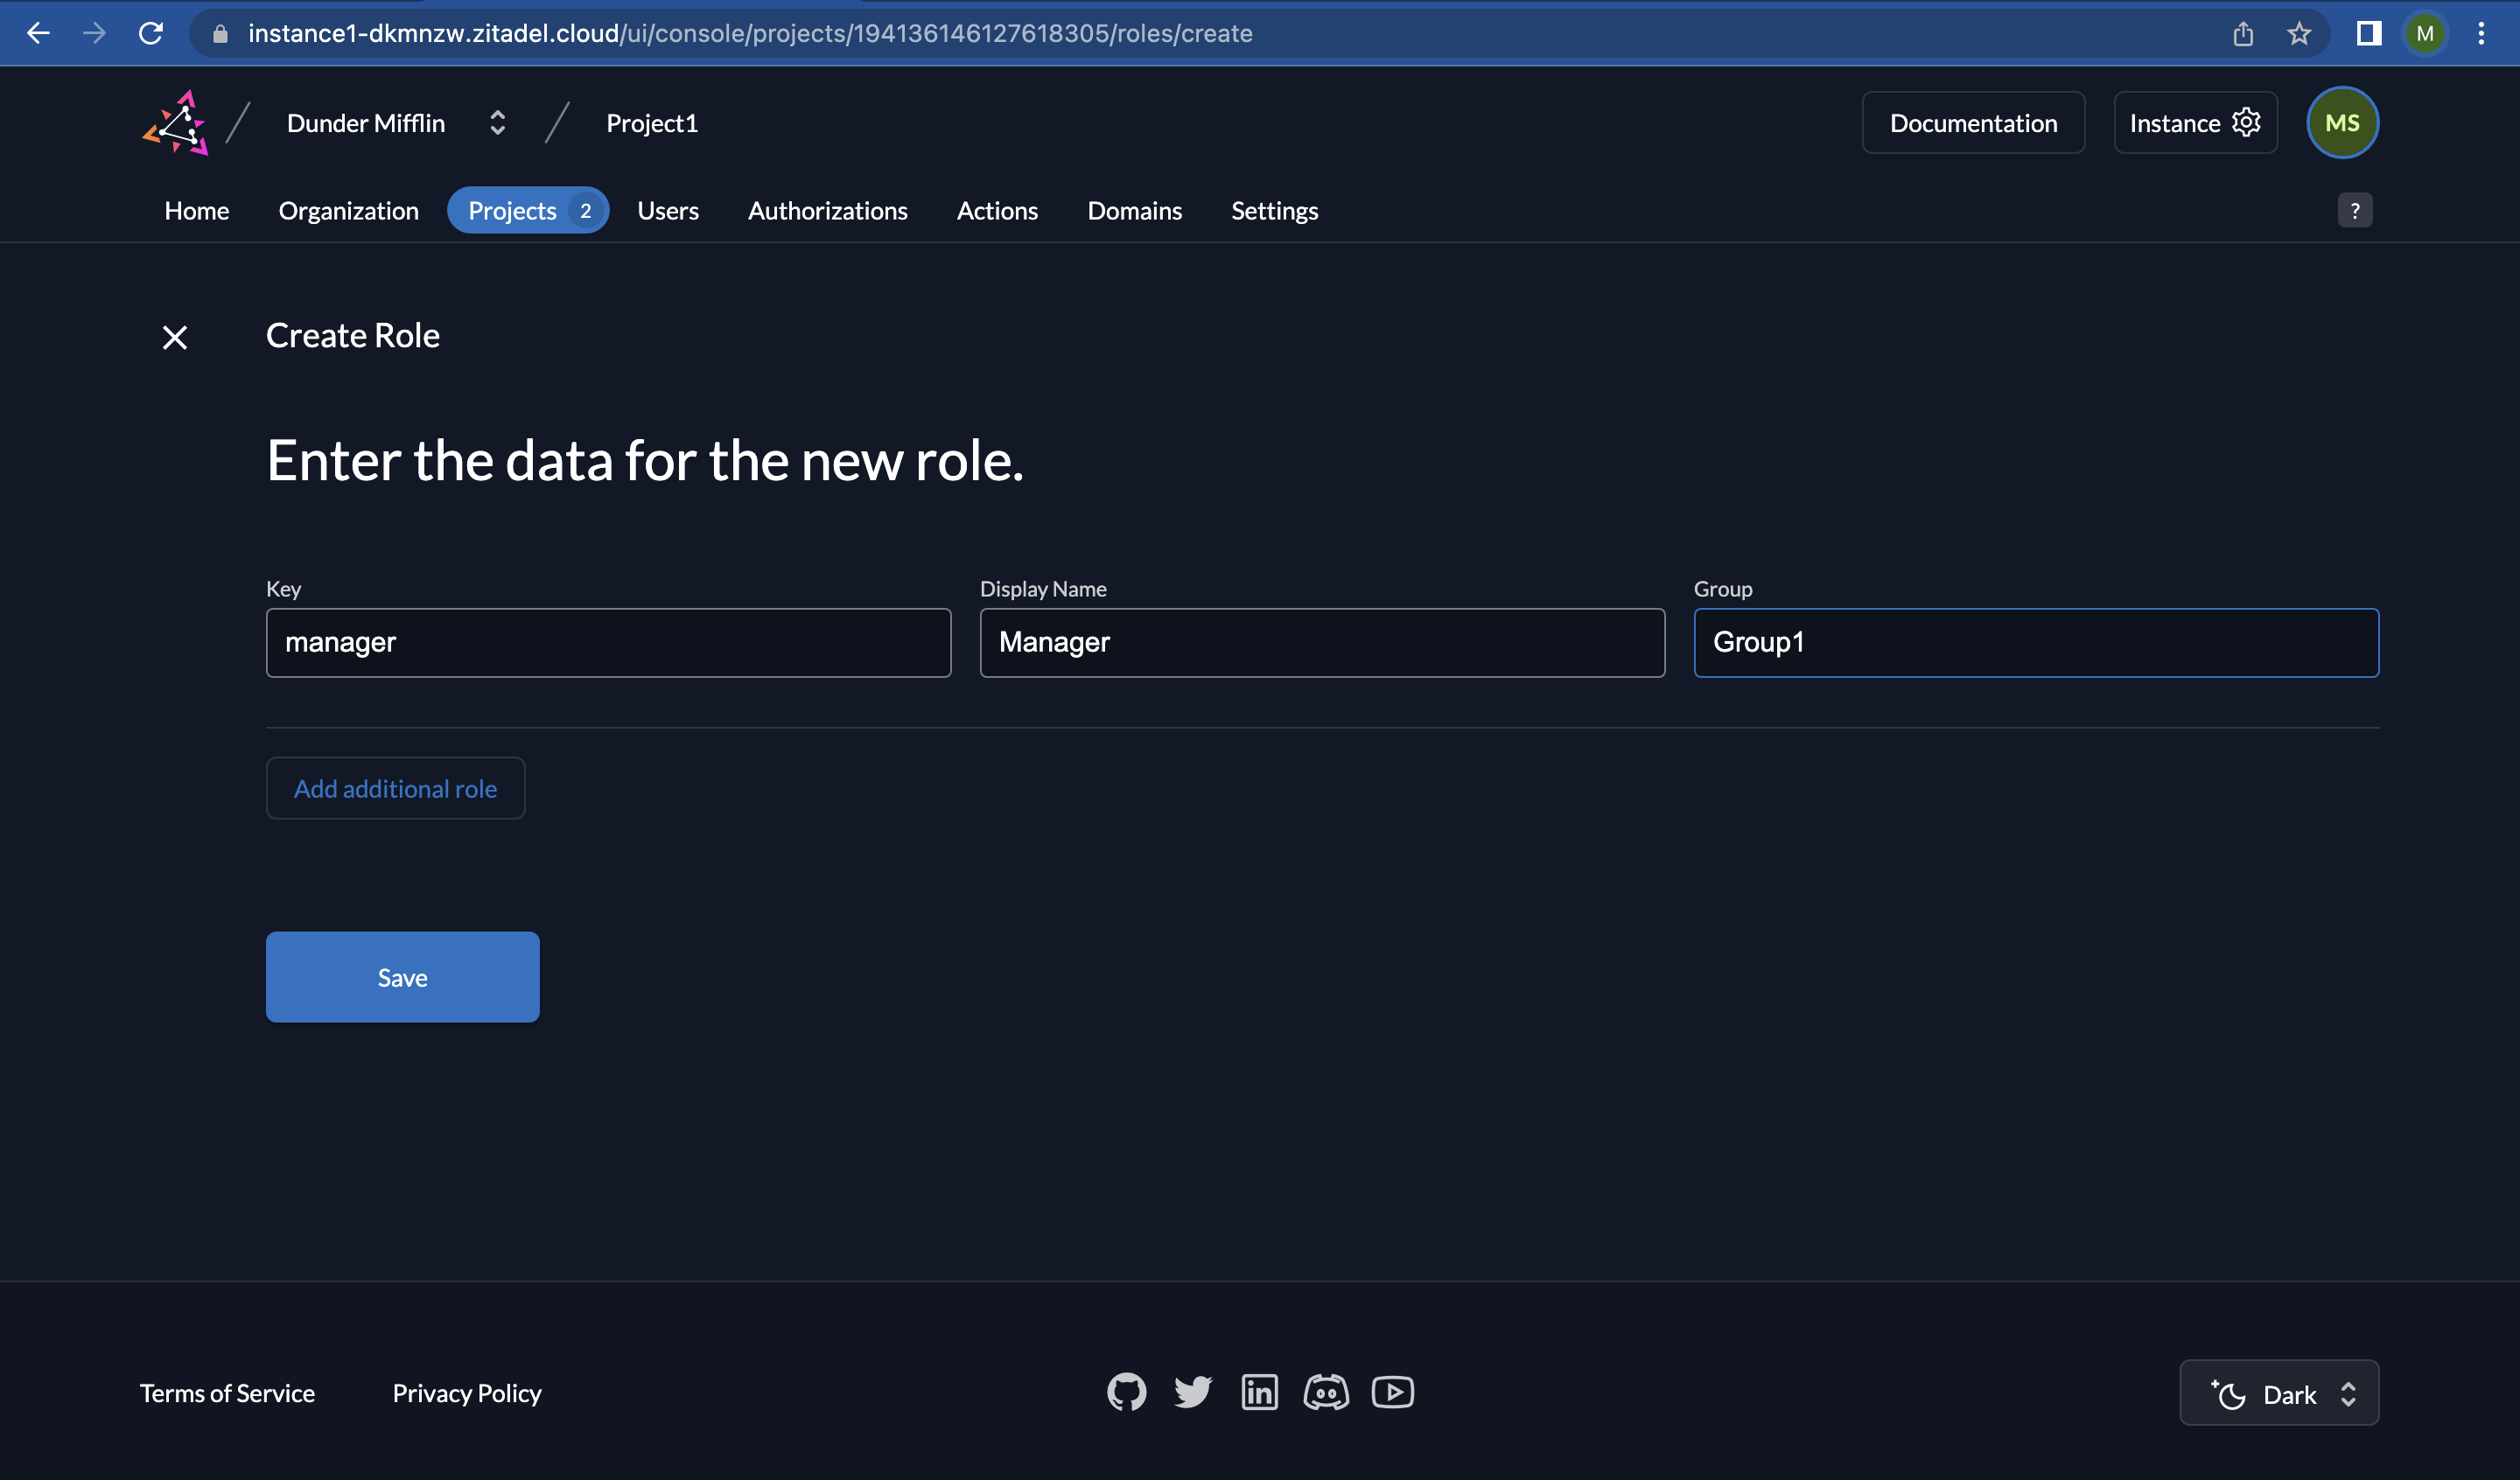 instance1-dkmnzw.zitadel.cloud/ui/console/projects/194136146127618305/roles/create
M
Dunder Mifflin
Project1
Documentation
Instance
MS
Home
Organization
Projects 2
Users
Authorizations
Actions
Domains
Settings
?
Create Role
Enter the data for the new role.
Key
Display Name
Group
manager
Manager
Group1
Add additional role
Save
Terms of Service
Privacy Policy
in
Dark